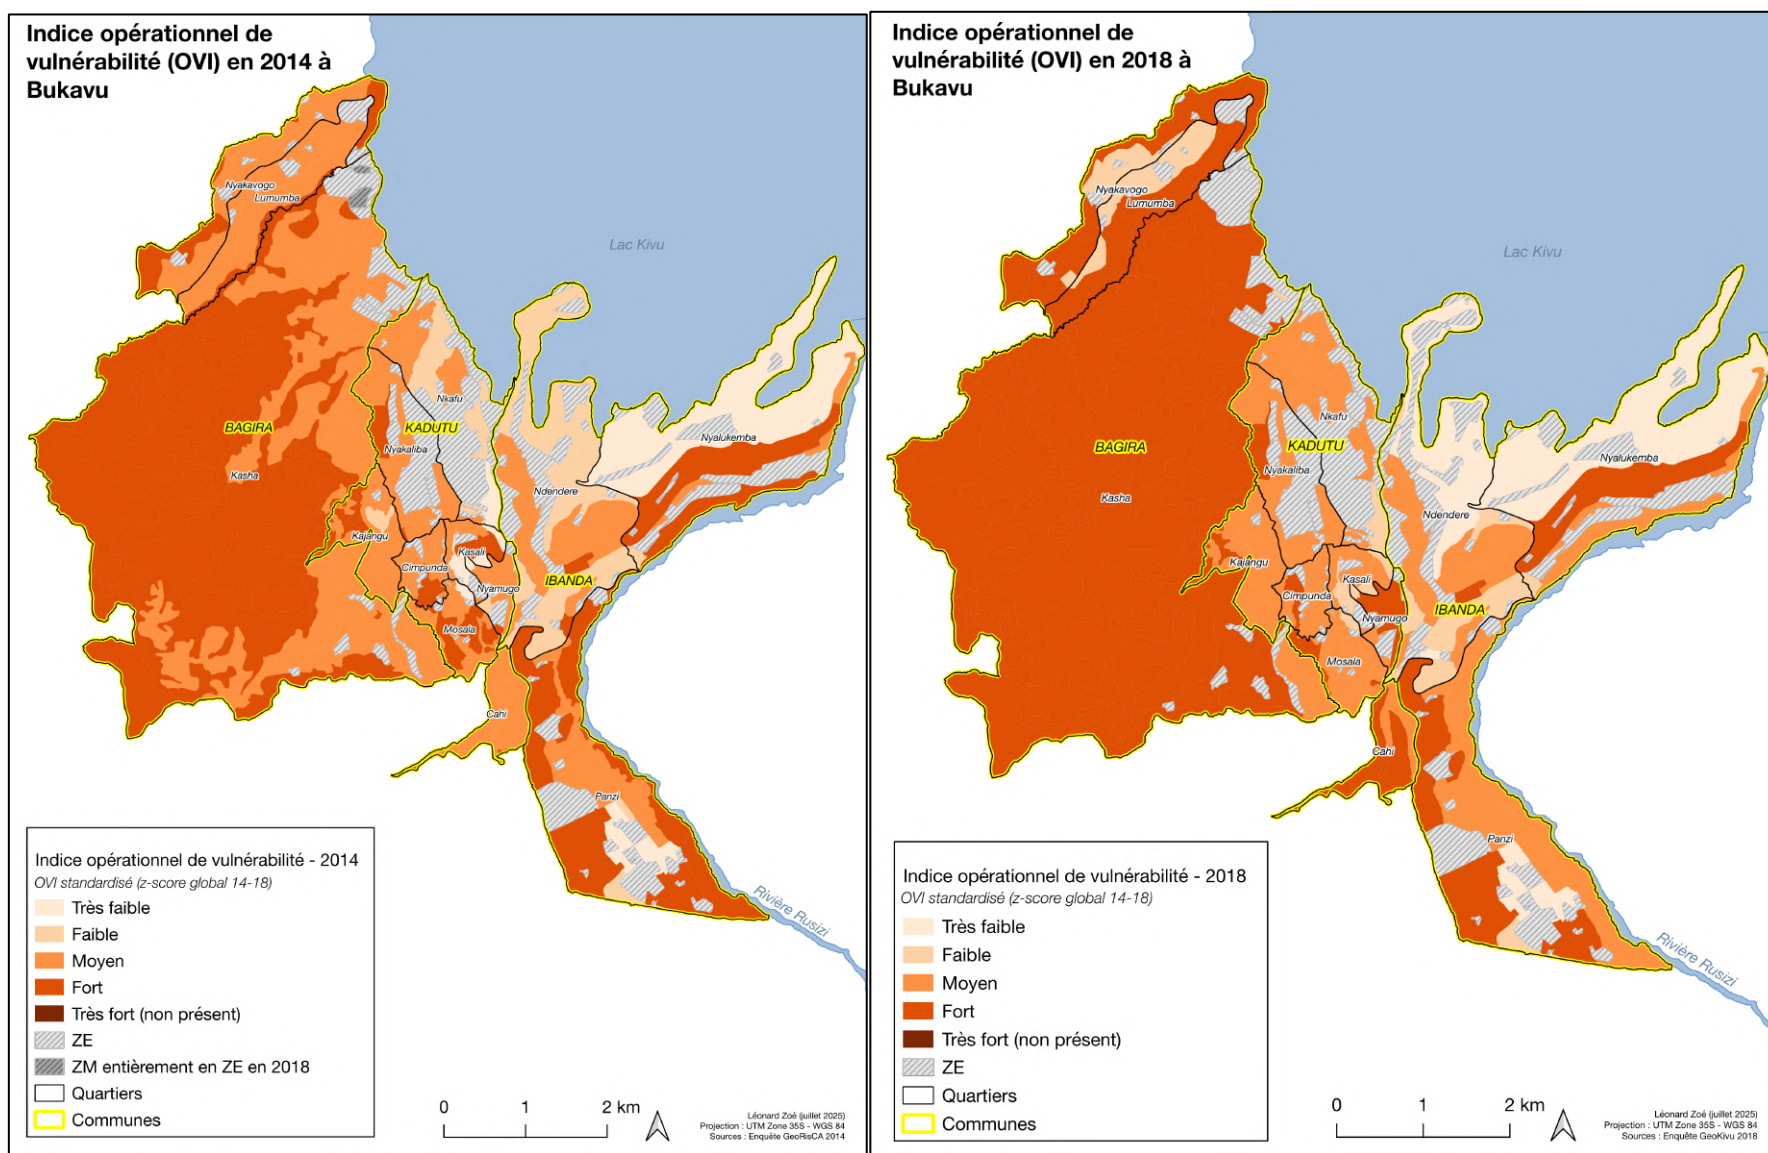 Indice opérationnel de
vulnérabilité (OVI) en 2014 à
Bukavu
Nyakavogo
Lumumba
Lac Kivu
Nkafu
BAGIRA
KADUTU
Nyakaliba
Nyalukemba
Kasha
Ndendere
Kajangu
Kasali
Cimpunda
IBANDA
Nyamugo
Mosala
Cahi
Panzi
Rivière Rusizi
Indice opérationnel de vulnérabilité - 2014
OVI standardisé (z-score global 14-18)
Très faible
Faible
Moyen
Fort
Très fort (non présent)
ZE
ZM entièrement en ZE en 2018
Quartiers
Communes
0 1 2 km
Léonard Zoé (juillet 2025)
Projection : UTM Zone 35S - WGS 84
Sources : Enquête GeoRisCA 2014
Indice opérationnel de
vulnérabilité (OVI) en 2018 à
Bukavu
Nyakavogo
Lumumba
Lac Kivu
Nkafu
BAGIRA
KADUTU
Nyakaliba
Nyalukemba
Kasha
Ndendere
Kajangu
Kasali
Cimpunda
IBANDA
Nyamugo
Mosala
Cahi
Panzi
Rivière Rusizi
Indice opérationnel de vulnérabilité - 2018
OVI standardisé (z-score global 14-18)
Très faible
Faible
Moyen
Fort
Très fort (non présent)
ZE
Quartiers
Communes
0 1 2 km
Léonard Zoé (juillet 2025)
Projection : UTM Zone 35S - WGS 84
Sources : Enquête GeoKivu 2018